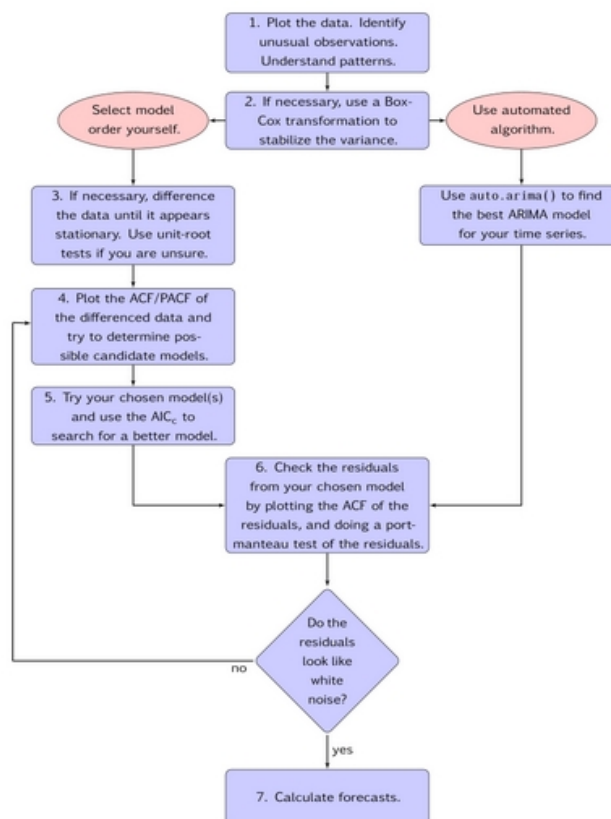 1. Plot the data. Identify
unusual observations.
Understand patterns.
Select model
order yourself.
2. If necessary, use a Box-
Cox transformation to
stabilize the variance.
Use automated
algorithm.
3. If necessary, difference
the data until it appears
stationary. Use unit-root
tests if you are unsure.
Use auto.arima() to find
the best ARIMA model
for your time series.
4. Plot the ACF/PACF of
the differenced data and
try to determine pos-
sible candidate models.
5. Try your chosen model(s)
and use the AICc to
search for a better model.
6. Check the residuals
from your chosen model
by plotting the ACF of the
residuals, and doing a port-
manteau test of the residuals.
Do the
residuals
look like
white
noise?
no
yes
7. Calculate forecasts.